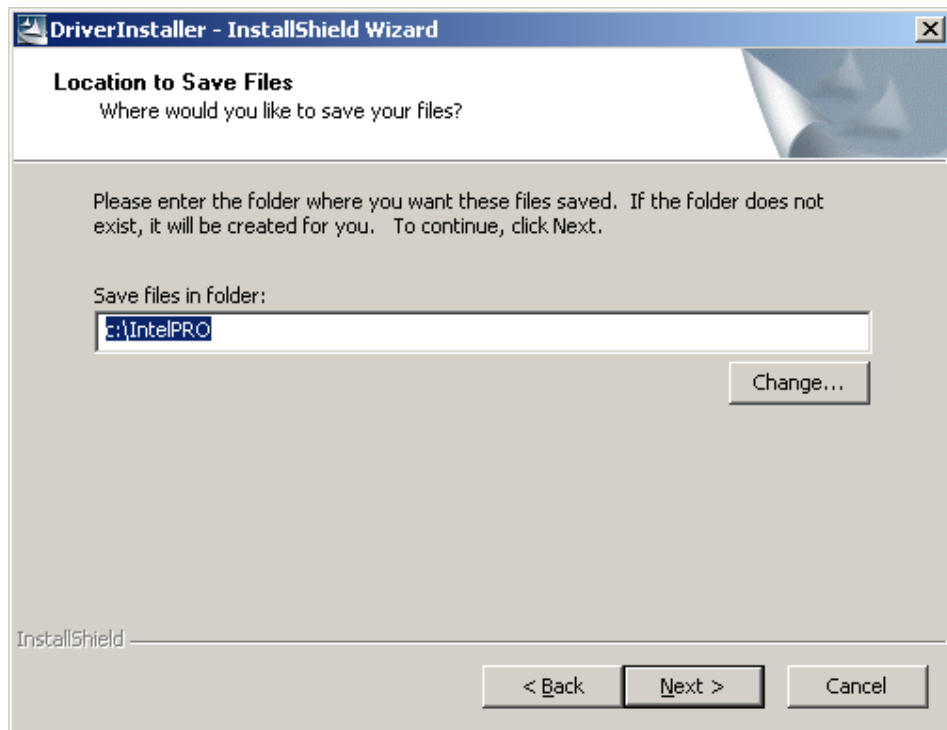 DriverInstaller - InstallShield Wizard
Location to Save Files
Where would you like to save your files?
Please enter the folder where you want these files saved.  If the folder does not
exist, it will be created for you.   To continue, click Next.
Save files in folder:
c:\IntelPRO
Change...
InstallShield
< Back
Next >
Cancel